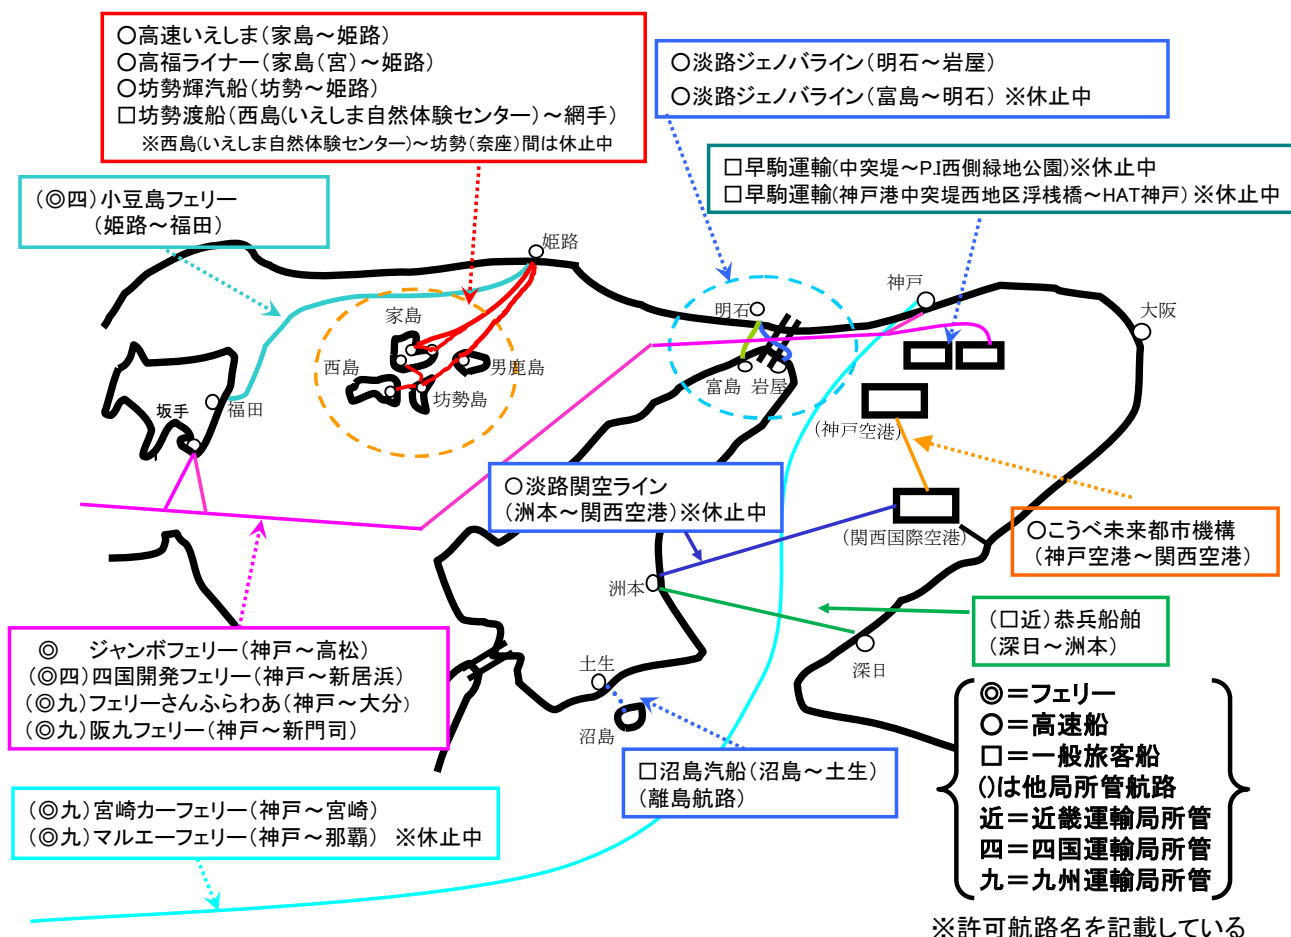 ○高速いえしま(家島～姫路)
○高福ライナー(家島(宮)～姫路)
○坊勢輝汽船(坊勢～姫路)
□坊勢渡船(西島(いえしま自然体験センター)～網手)
※西島(いえしま自然体験センター)～坊勢(奈座)間は休止中
○淡路ジェノバライン(明石～岩屋)
○淡路ジェノバライン(富島～明石) ※休止中
□早駒運輸(中突堤～P.I西側緑地公園)※休止中
□早駒運輸(神戸港中突堤西地区浮桟橋～HAT神戸) ※休止中
(◎四)小豆島フェリー
(姫路～福田)
姫路
神戸
大阪
明石
家島
西島
男鹿島
坊勢島
富島
岩屋
福田
坂手
(神戸空港)
○淡路関空ライン
(洲本～関西空港)※休止中
(関西国際空港)
○こうべ未来都市機構
(神戸空港～関西空港)
洲本
(□近)恭兵船舶
(深日～洲本)
深日
◎ ジャンボフェリー(神戸～高松)
(◎四)四国開発フェリー(神戸～新居浜)
(◎九)フェリーさんふらわあ(神戸～大分)
(◎九)阪九フェリー(神戸～新門司)
土生
沼島
□沼島汽船(沼島～土生)
(離島航路)
(◎九)宮崎カーフェリー(神戸～宮崎)
(◎九)マルエーフェリー(神戸～那覇) ※休止中
◎＝フェリー
○＝高速船
□＝一般旅客船
()は他局所管航路
近＝近畿運輸局所管
四＝四国運輸局所管
九＝九州運輸局所管
※許可航路名を記載している